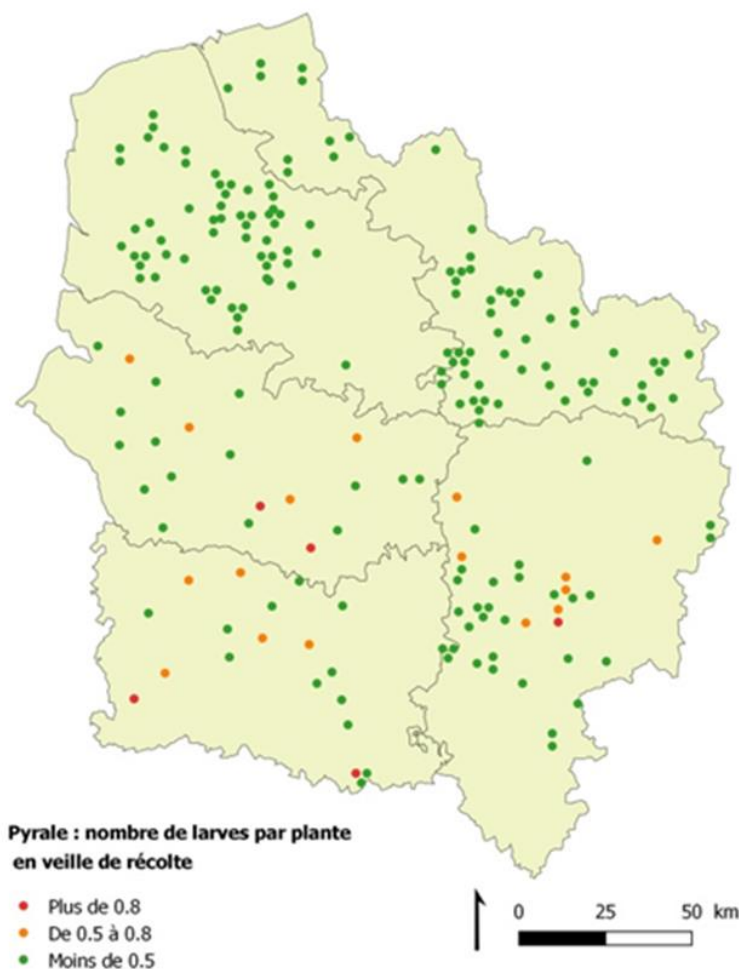 Pyrale : nombre de larves par plante
en veille de récolte
Plus de 0.8
De 0.5 à 0.8
Moins de 0.5
0 25 50 km